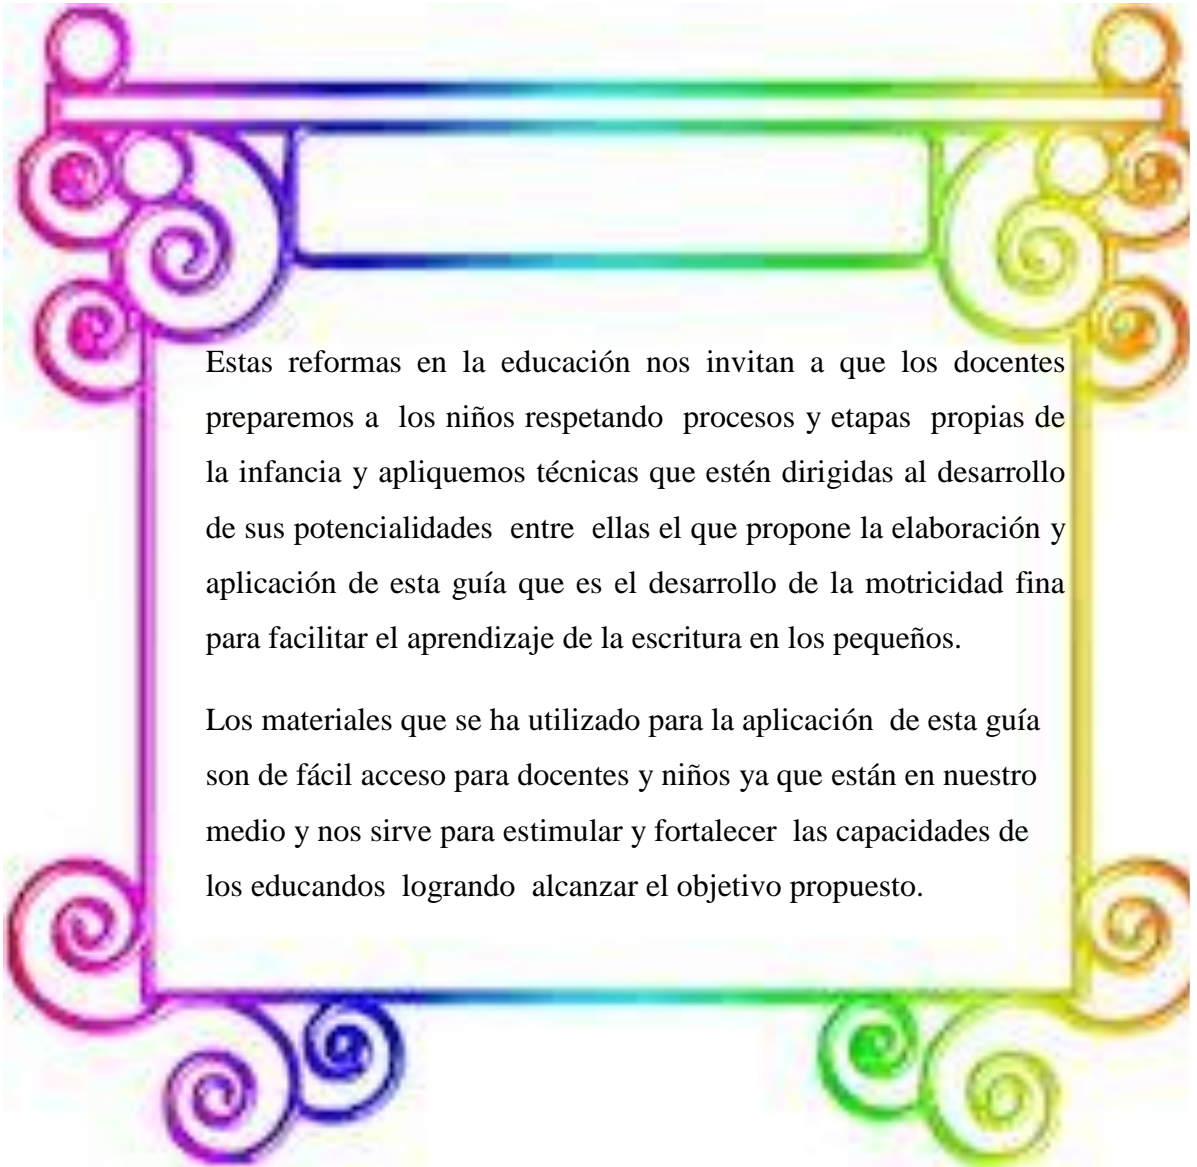 Estas reformas en la educación nos invitan a que los docentes
preparemos a los niños respetando procesos y etapas propias de
la infancia y apliquemos técnicas que estén dirigidas al desarrollo
de sus potencialidades entre ellas el que propone la elaboración y
aplicación de esta guía que es el desarrollo de la motricidad fina
para facilitar el aprendizaje de la escritura en los pequeños.
Los materiales que se ha utilizado para la aplicación de esta guía
son de fácil acceso para docentes y niños ya que están en nuestro
medio y nos sirve para estimular y fortalecer las capacidades de
los educandos logrando alcanzar el objetivo propuesto.